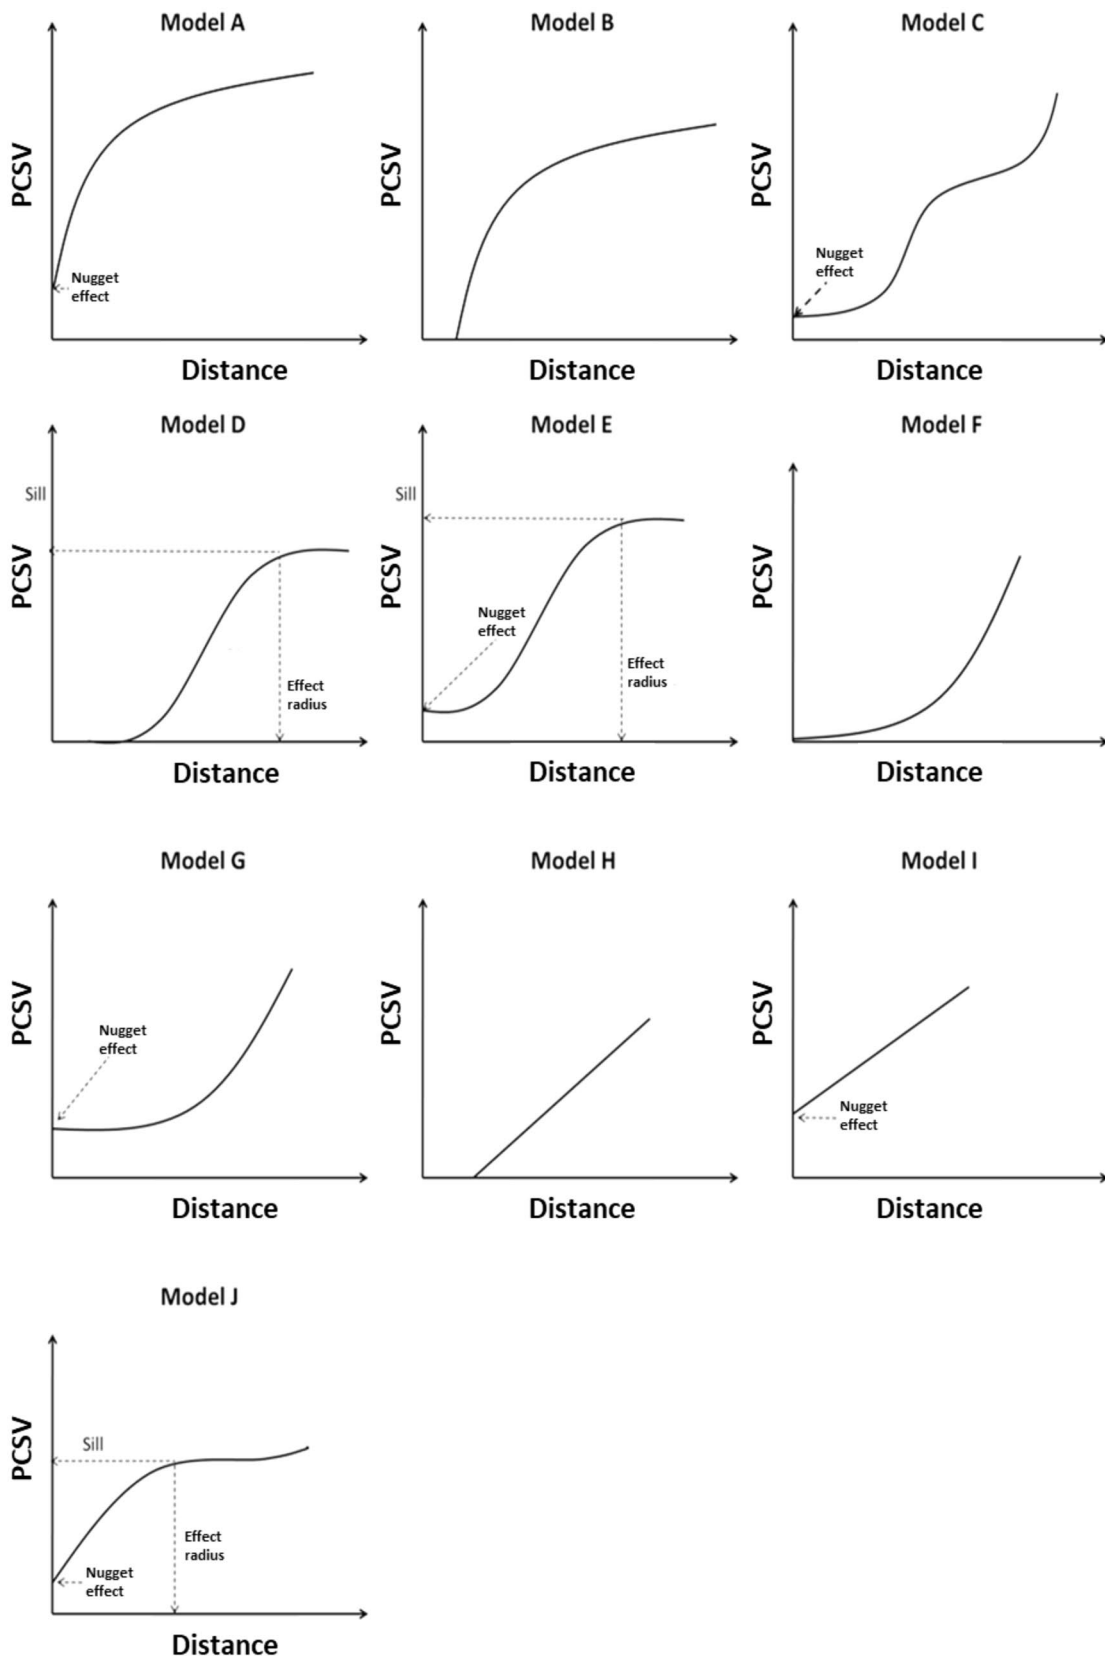 Model A
Model B
Model C
PCSV
PCSV
PCSV
Nugget
effect
Nugget
effect
Distance
Distance
Distance
Model D
Model E
Model F
Sill
Sill
PCSV
PCSV
PCSV
Nugget
effect
Effect
radius
Effect
radius
Distance
Distance
Distance
Model G
Model H
Model I
PCSV
PCSV
PCSV
Nugget
effect
Nugget
effect
Distance
Distance
Distance
Model J
PCSV
Sill
Effect
radius
Nugget
effect
Distance